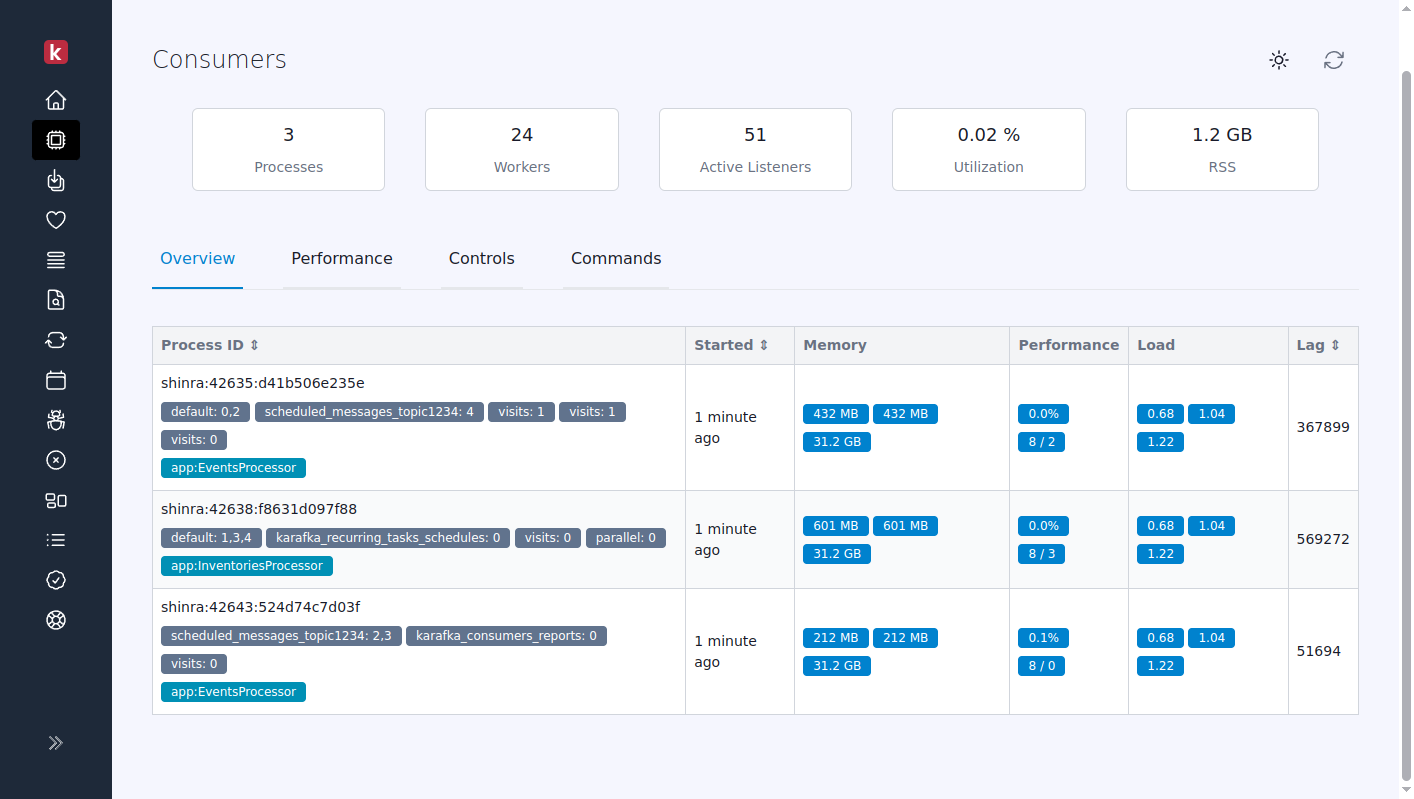 k
Consumers
3
Processes
24
Workers
51
Active Listeners
0.02 %
Utilization
1.2 GB
RSS
Overview Performance Controls Commands
Process ID ⇕ Started ⇕ Memory Performance Load Lag ⇕
shinra:42635:d41b506e235e
default: 0,2 scheduled_messages_topic1234: 4 visits: 1 visits: 1
visits: 0
app:EventsProcessor
1 minute
ago
432 MB 432 MB
31.2 GB
0.0%
8 / 2
0.68 1.04
1.22
367899
shinra:42638:f8631d097f88
default: 1,3,4 karafka_recurring_tasks_schedules: 0 visits: 0 parallel: 0
app:InventoriesProcessor
1 minute
ago
601 MB 601 MB
31.2 GB
0.0%
8 / 3
0.68 1.04
1.22
569272
shinra:42643:524d74c7d03f
scheduled_messages_topic1234: 2,3 karafka_consumers_reports: 0
visits: 0
app:EventsProcessor
1 minute
ago
212 MB 212 MB
31.2 GB
0.1%
8 / 0
0.68 1.04
1.22
51694